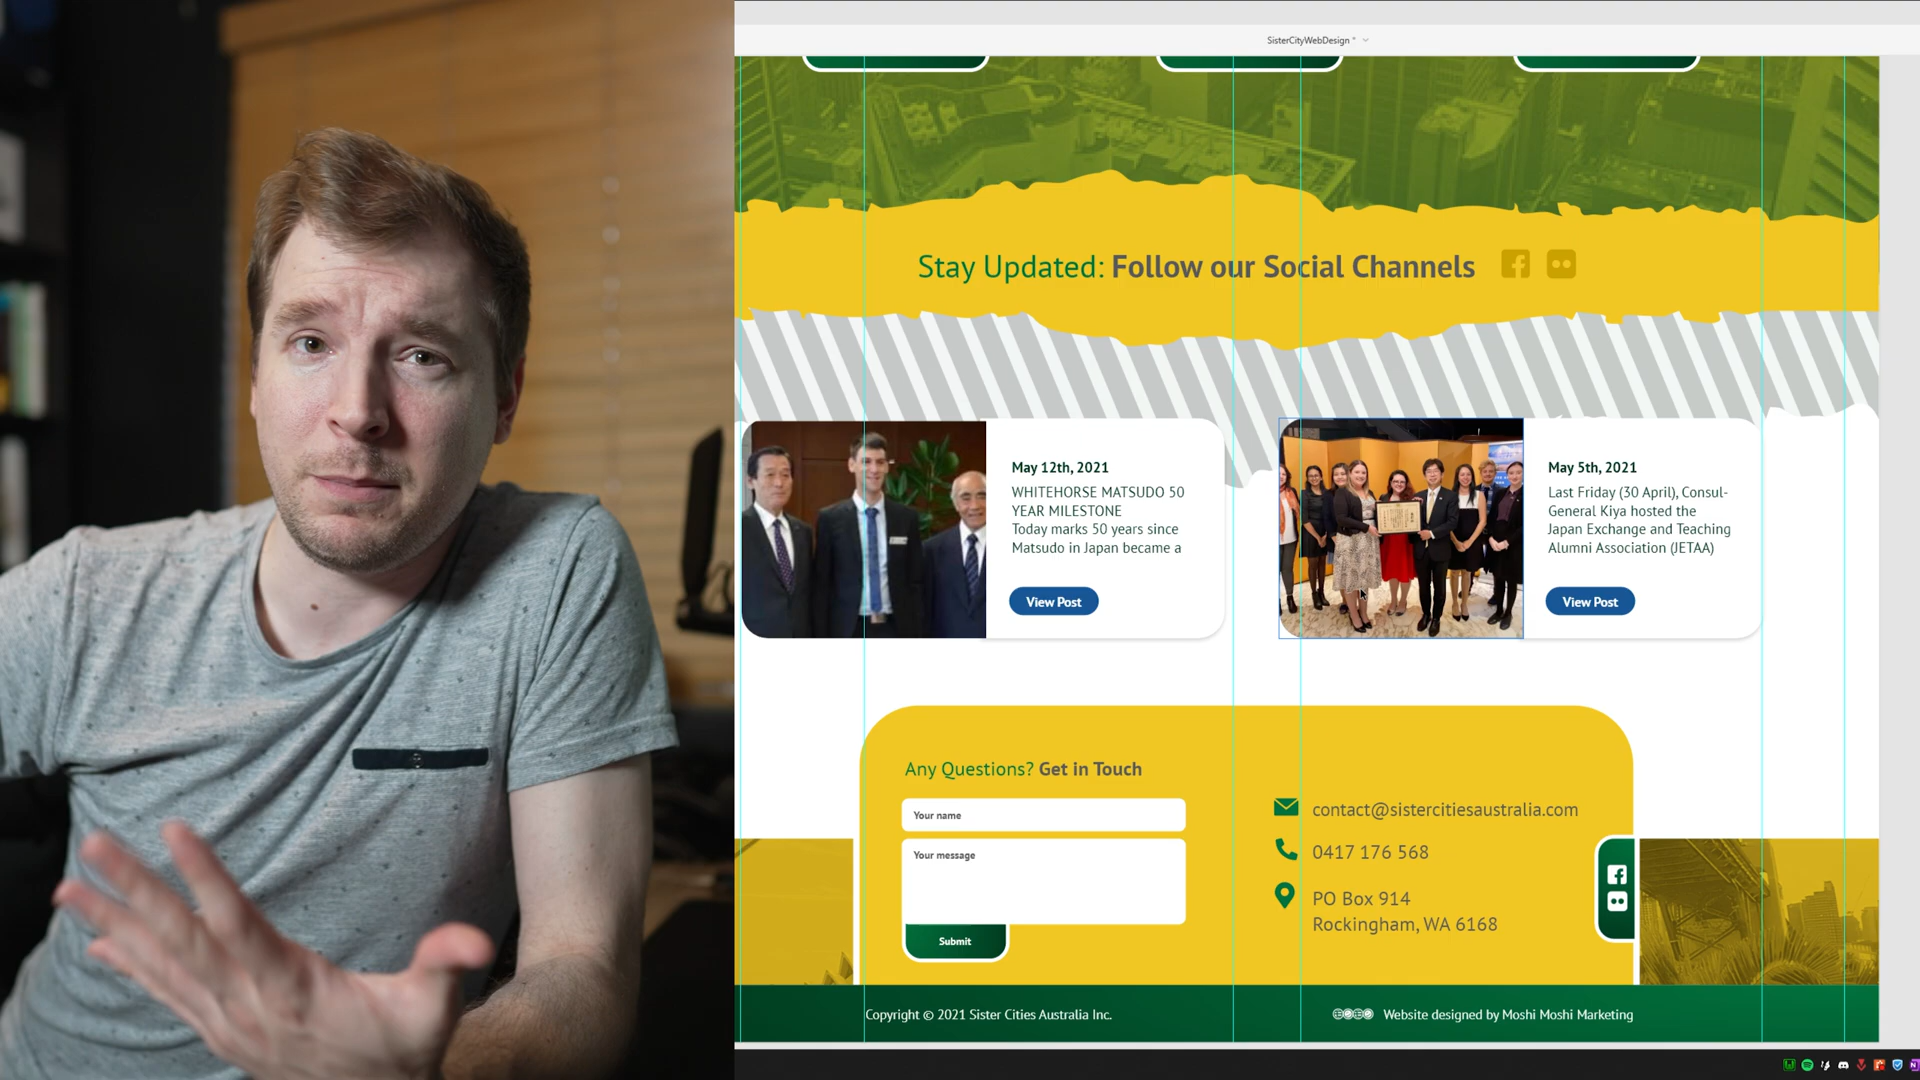 SisterCityWebDesign *
Stay Updated: Follow our Social Channels
May 12th, 2021
WHITEHORSE MATSUDO 50
YEAR MILESTONE
Today marks 50 years since
Matsudo in Japan became a
View Post
May 5th, 2021
Last Friday (30 April), Consul-
General Kiya hosted the
Japan Exchange and Teaching
Alumni Association (JETAA)
View Post
Any Questions? Get in Touch
Your name
Your message
Submit
contact@sistercitiesaustralia.com
0417 176 568
PO Box 914
Rockingham, WA 6168
Copyright © 2021 Sister Cities Australia Inc.
Website designed by Moshi Moshi Marketing